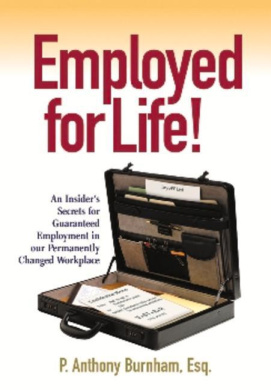 Employed
for Life!
An Insider's
Secrets for
Guaranteed
Employment in
our Permanently
Changed Workplace
P. Anthony Burnham, Esq.